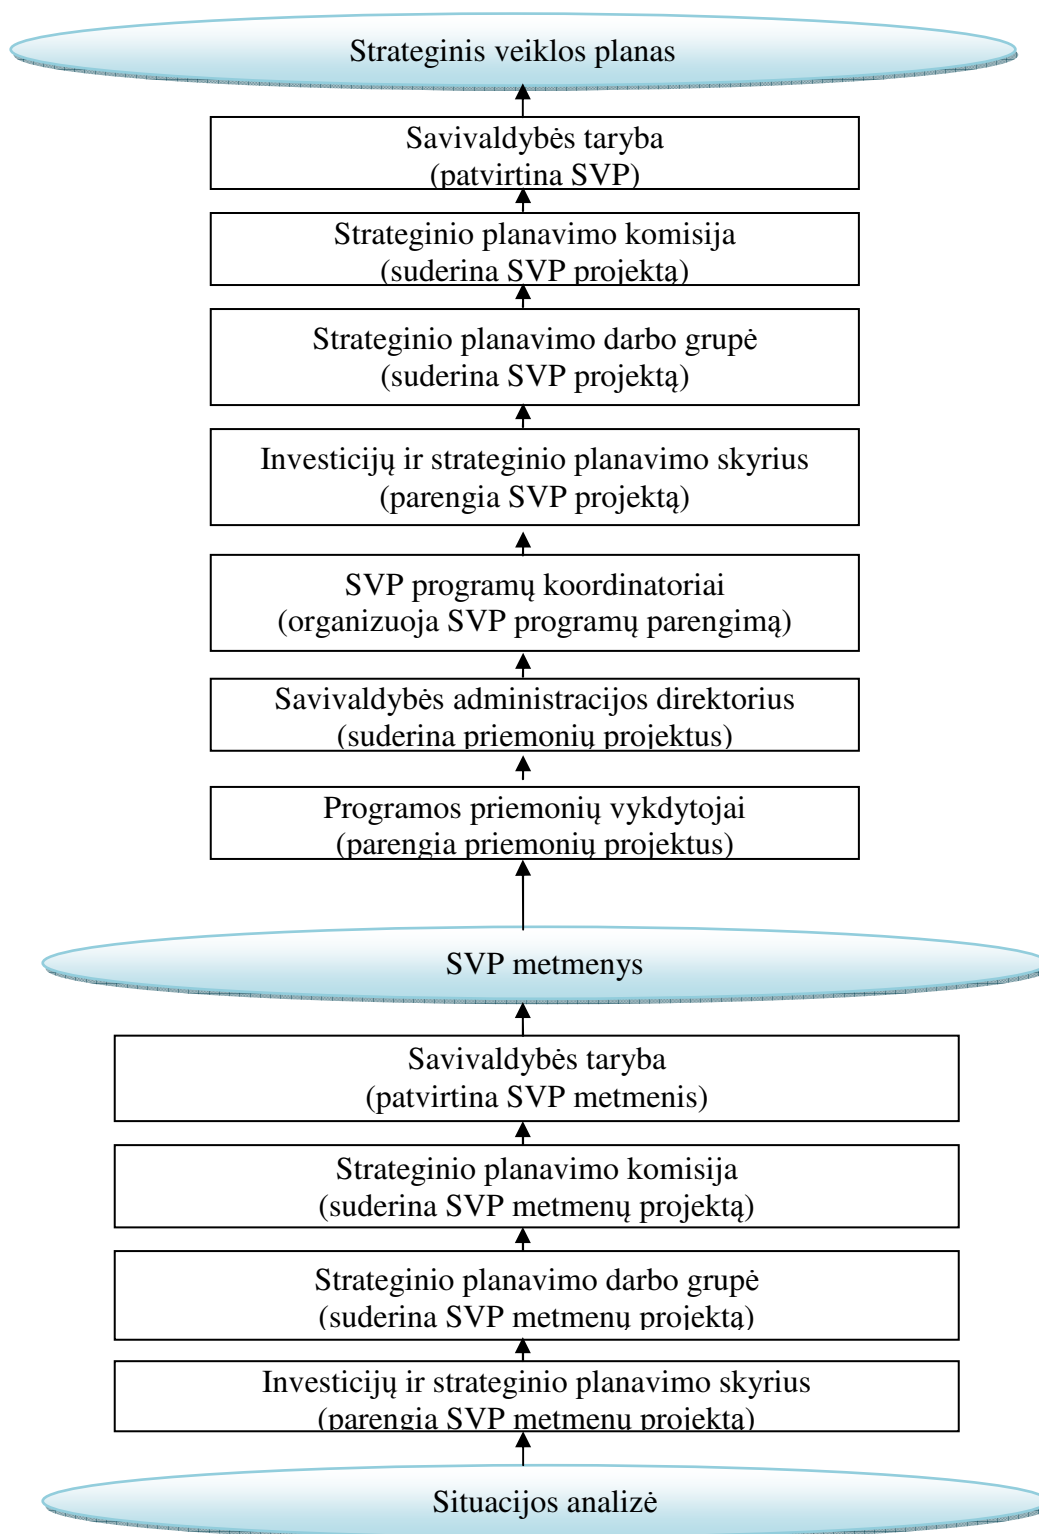 Strateginis veiklos planas
Savivaldybės taryba
(patvirtina SVP)
Strateginio planavimo komisija
(suderina SVP projektą)
Strateginio planavimo darbo grupė
(suderina SVP projektą)
Investicijų ir strateginio planavimo skyrius
(parengia SVP projektą)
SVP programų koordinatoriai
(organizuoja SVP programų parengimą)
Savivaldybės administracijos direktorius
(suderina priemonių projektus)
Programos priemonių vykdytojai
(parengia priemonių projektus)
SVP metmenys
Savivaldybės taryba
(patvirtina SVP metmenis)
Strateginio planavimo komisija
(suderina SVP metmenų projektą)
Strateginio planavimo darbo grupė
(suderina SVP metmenų projektą)
Investicijų ir strateginio planavimo skyrius
(parengia SVP metmenų projektą)
Situacijos analizė